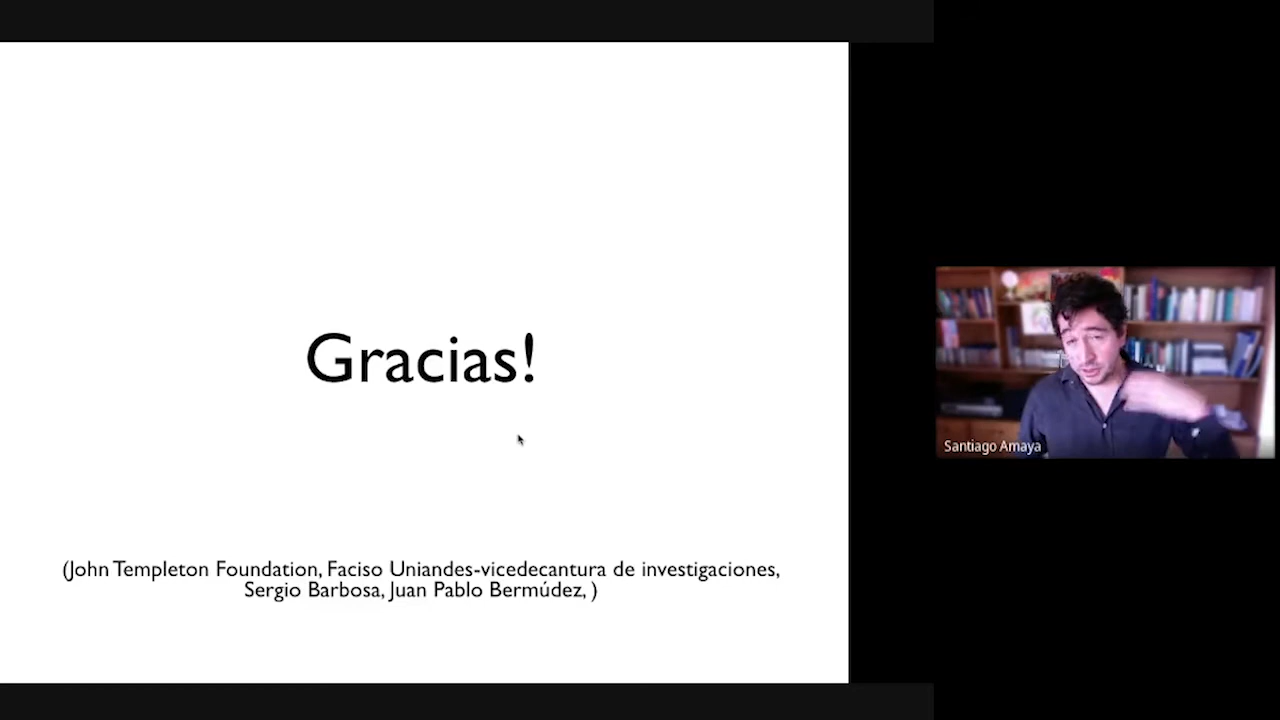 Gracias!
(John Templeton Foundation, Faciso Uniandes-vicedecantura de investigaciones,
Sergio Barbosa, Juan Pablo Bermúdez, )
Santiago Amaya